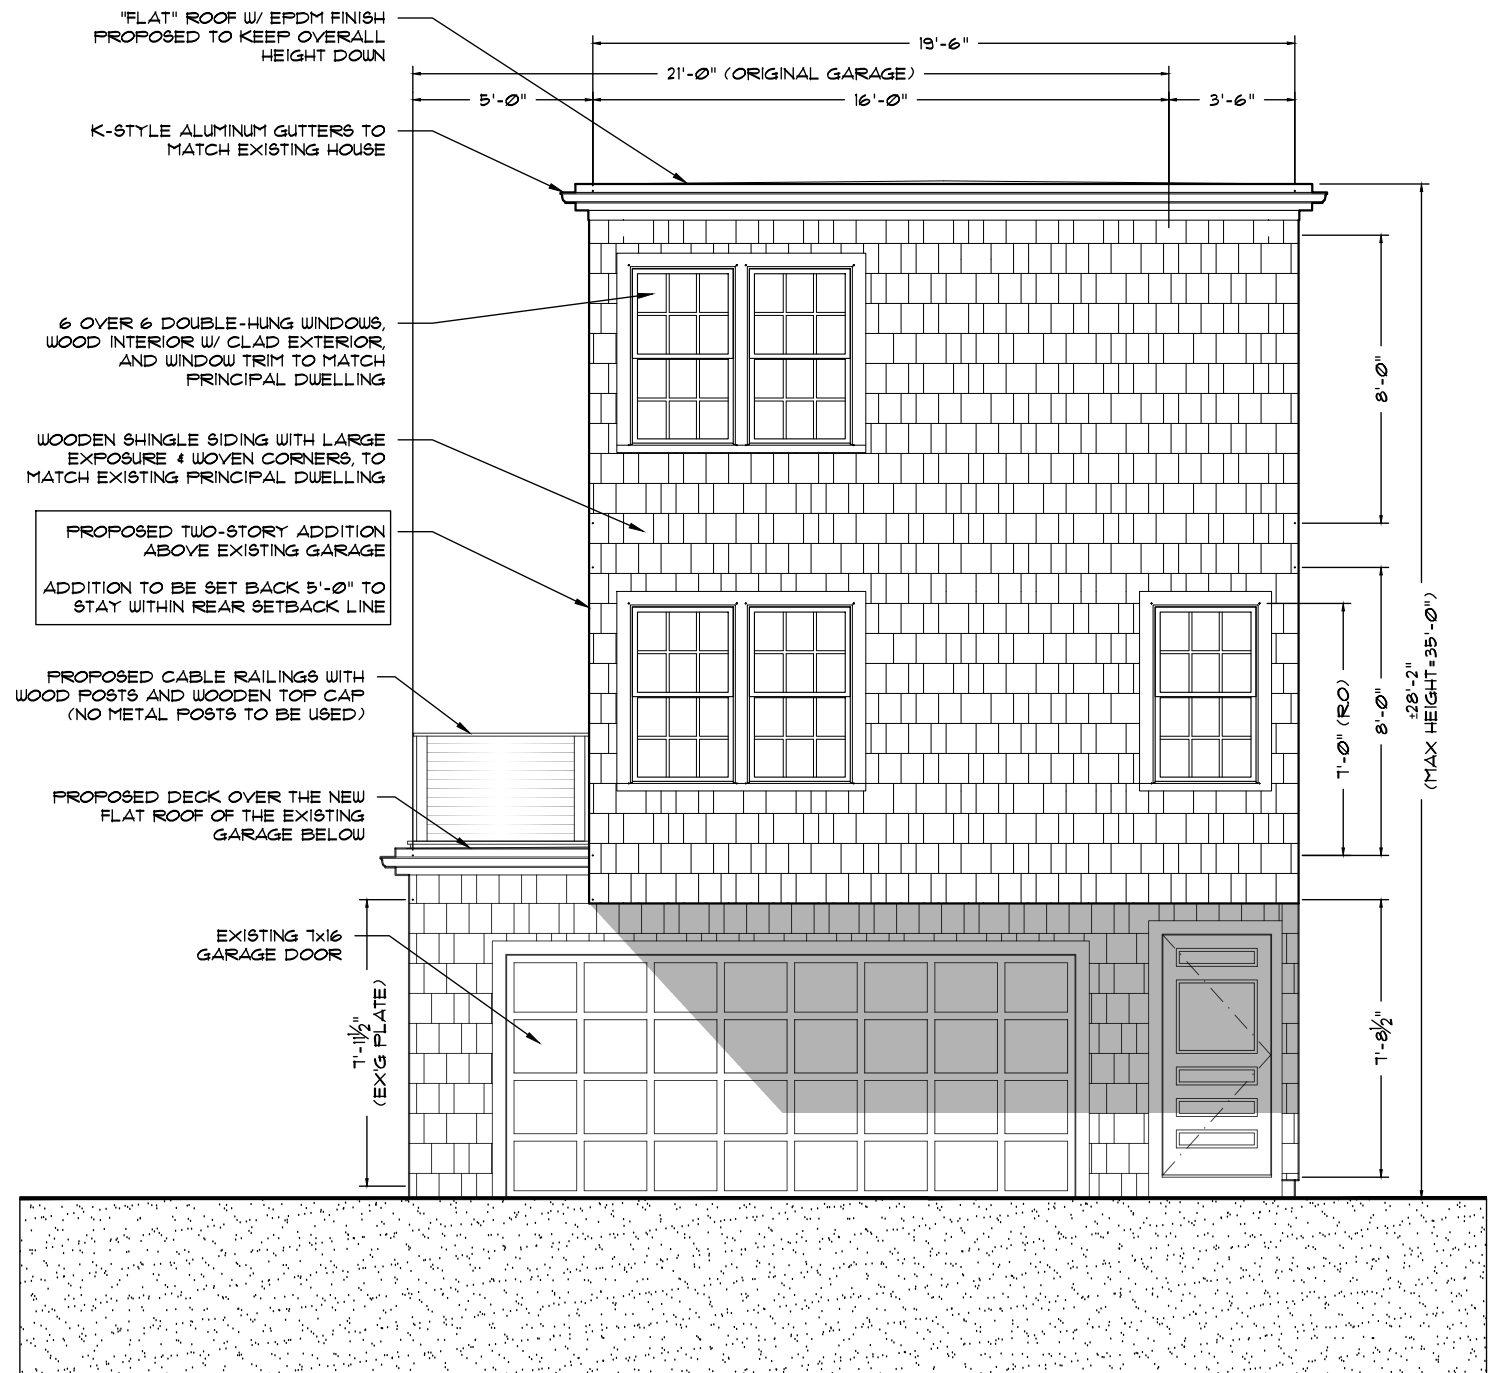 "FLAT" ROOF W/ EPDM FINISH
PROPOSED TO KEEP OVERALL
HEIGHT DOWN
19'-6"
21'-0" (ORIGINAL GARAGE)
5'-0"
16'-0"
3'-6"
K-STYLE ALUMINUM GUTTERS TO
MATCH EXISTING HOUSE
6 OVER 6 DOUBLE-HUNG WINDOWS,
WOOD INTERIOR W/ CLAD EXTERIOR,
AND WINDOW TRIM TO MATCH
PRINCIPAL DWELLING
8'-0"
WOODEN SHINGLE SIDING WITH LARGE
EXPOSURE & WOVEN CORNERS, TO
MATCH EXISTING PRINCIPAL DWELLING
PROPOSED TWO-STORY ADDITION
ABOVE EXISTING GARAGE
ADDITION TO BE SET BACK 5'-0" TO
STAY WITHIN REAR SETBACK LINE
PROPOSED CABLE RAILINGS WITH
WOOD POSTS AND WOODEN TOP CAP
(NO METAL POSTS TO BE USED)
7'-0" (RO)
8'-0"
±28'-2"
(MAX HEIGHT=35'-0")
PROPOSED DECK OVER THE NEW
FLAT ROOF OF THE EXISTING
GARAGE BELOW
EXISTING 7x16
GARAGE DOOR
7'-11½"
(EX'G PLATE)
7'-8½"